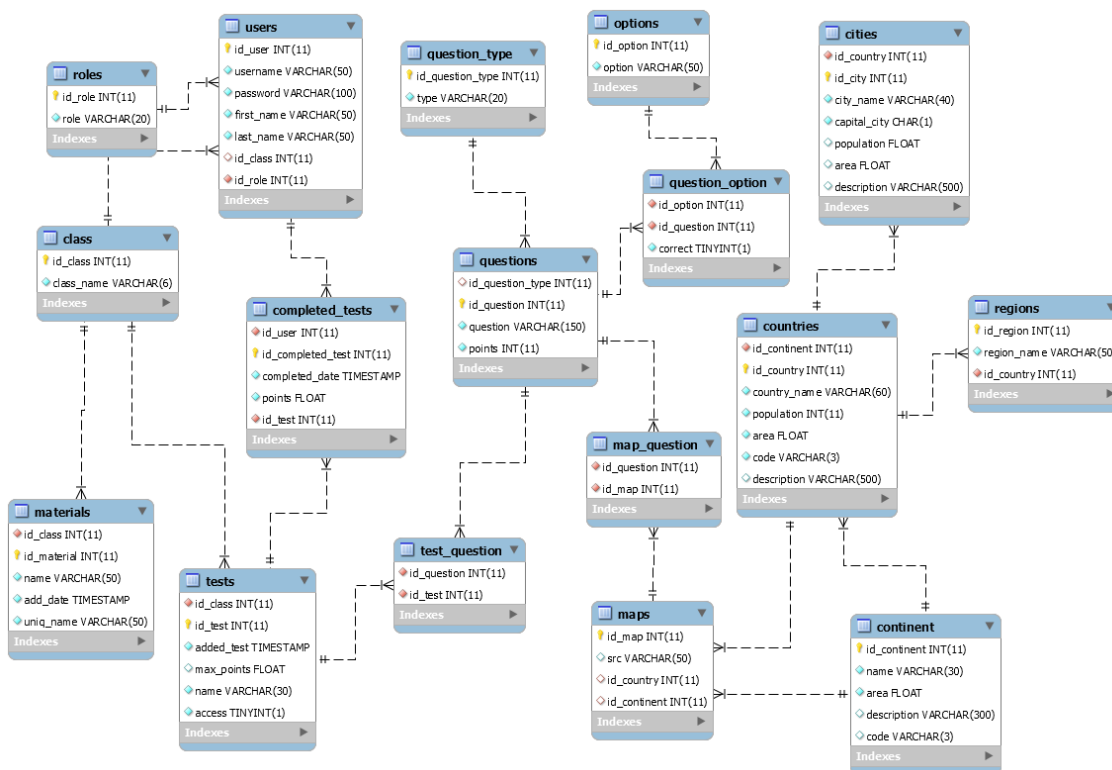 users
id_user INT(11)
username VARCHAR(50)
password VARCHAR(100)
first_name VARCHAR(50)
last_name VARCHAR(50)
id_class INT(11)
id_role INT(11)
Indexes
roles
id_role INT(11)
role VARCHAR(20)
Indexes
question_type
id_question_type INT(11)
type VARCHAR(20)
Indexes
options
id_option INT(11)
option VARCHAR(50)
Indexes
cities
id_country INT(11)
id_city INT(11)
city_name VARCHAR(40)
capital_city CHAR(1)
population FLOAT
area FLOAT
description VARCHAR(500)
Indexes
question_option
id_option INT(11)
id_question INT(11)
correct TINYINT(1)
Indexes
class
id_class INT(11)
class_name VARCHAR(6)
Indexes
questions
id_question_type INT(11)
id_question INT(11)
question VARCHAR(150)
points INT(11)
Indexes
completed_tests
id_user INT(11)
id_completed_test INT(11)
completed_date TIMESTAMP
points FLOAT
id_test INT(11)
Indexes
countries
id_continent INT(11)
id_country INT(11)
country_name VARCHAR(60)
population INT(11)
area FLOAT
code VARCHAR(3)
description VARCHAR(500)
Indexes
regions
id_region INT(11)
region_name VARCHAR(50
id_country INT(11)
Indexes
map_question
id_question INT(11)
id_map INT(11)
Indexes
materials
id_class INT(11)
id_material INT(11)
name VARCHAR(50)
add_date TIMESTAMP
uniq_name VARCHAR(50)
Indexes
tests
id_class INT(11)
id_test INT(11)
added_test TIMESTAMP
max_points FLOAT
name VARCHAR(30)
access TINYINT(1)
Indexes
test_question
id_question INT(11)
id_test INT(11)
Indexes
maps
id_map INT(11)
src VARCHAR(50)
id_country INT(11)
id_continent INT(11)
Indexes
continent
id_continent INT(11)
name VARCHAR(30)
area FLOAT
description VARCHAR(300)
code VARCHAR(3)
Indexes